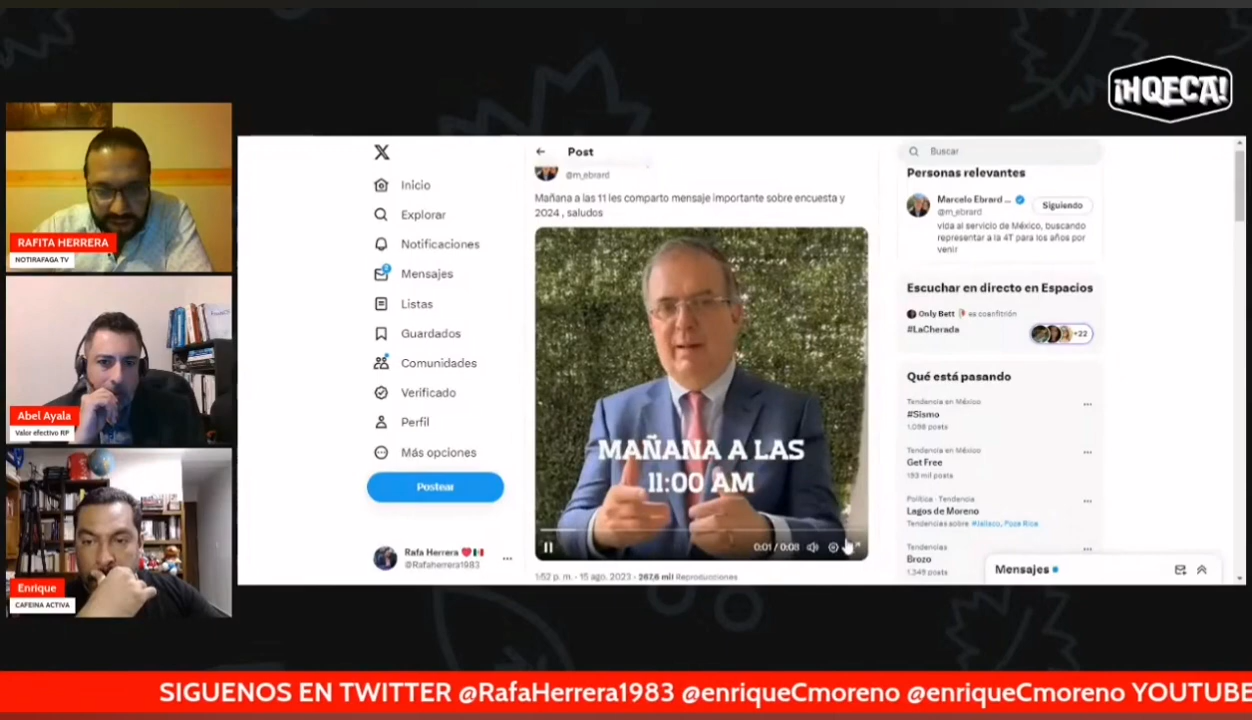 ¡HQECA!
RAFITA HERRERA
NOTIRAFAGA TV
Abel Ayala
Valor efectivo RP
Enrique
CAFEINA ACTIVA
X
Inicio
Explorar
Notificaciones
Mensajes
Listas
Guardados
Comunidades
Verificado
Perfil
Más opciones
Postear
Rafa Herrera
@Rafaherrera1983
Post
@m_ebrard
Mañana a las 11 les comparto mensaje importante sobre encuesta y
2024 , saludos
MAÑANA A LAS
11:00 AM
0:01 / 0:03
1:52 p. m. · 15 ago. 2023 · 267,6 mil Reproducciones
Buscar
Personas relevantes
Marcelo Ebrard ...
@m_ebrard
Siguiendo
vida al servicio de México, buscando
representar a la 4T para los años por
venir
Escuchar en directo en Espacios
Only Bett es coanfitrión
#LaCherada
+22
Qué está pasando
Tendencia en México
#Sismo
1,098 posts
Tendencia en México
Get Free
193 mil posts
Política · Tendencia
Lagos de Moreno
Tendencias sobre #Jalisco, Poza Rica
Tendencias
Brozo
1,349 posts
Mensajes
SIGUENOS EN TWITTER @RafaHerrera1983 @enriqueCmoreno @enriqueCmoreno YOUTUBE